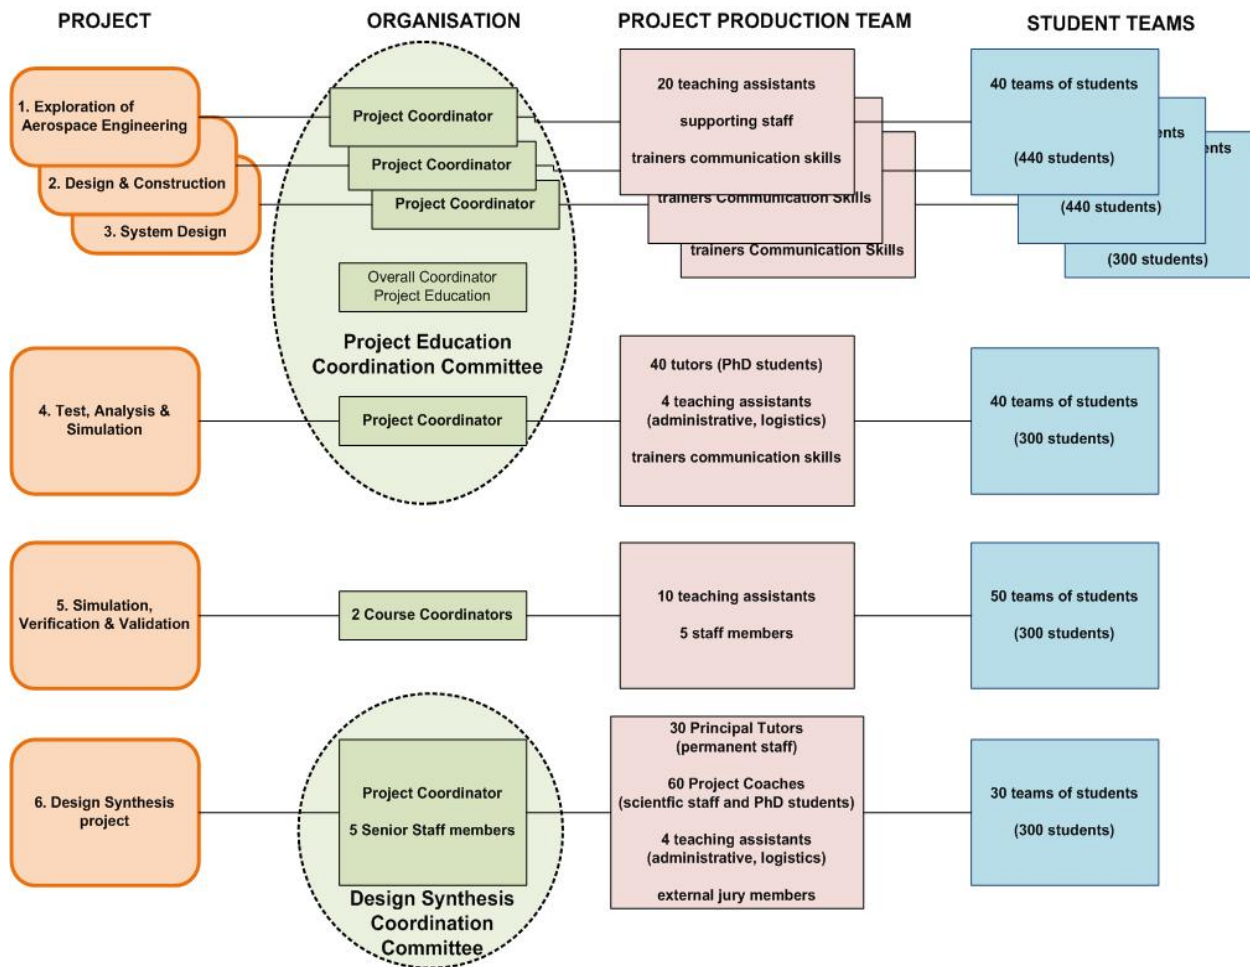 PROJECT
ORGANISATION
PROJECT PRODUCTION TEAM
STUDENT TEAMS
1. Exploration of
Aerospace Engineering
2. Design & Construction
3. System Design
Project Coordinator
Project Coordinator
Project Coordinator
Overall Coordinator
Project Education
Project Education
Coordination Committee
20 teaching assistants
supporting staff
trainers communication skills
trainers Communication Skills
trainers Communication Skills
40 teams of students
(440 students)
(440 students)
(300 students)
4. Test, Analysis &
Simulation
Project Coordinator
40 tutors (PhD students)
4 teaching assistants
(administrative, logistics)
trainers communication skills
40 teams of students
(300 students)
5. Simulation,
Verification & Validation
2 Course Coordinators
10 teaching assistants
5 staff members
50 teams of students
(300 students)
6. Design Synthesis
project
Project Coordinator
5 Senior Staff members
Design Synthesis
Coordination
Committee
30 Principal Tutors
(permanent staff)
60 Project Coaches
(scientfic staff and PhD students)
4 teaching assistants
(administrative, logistics)
external jury members
30 teams of students
(300 students)